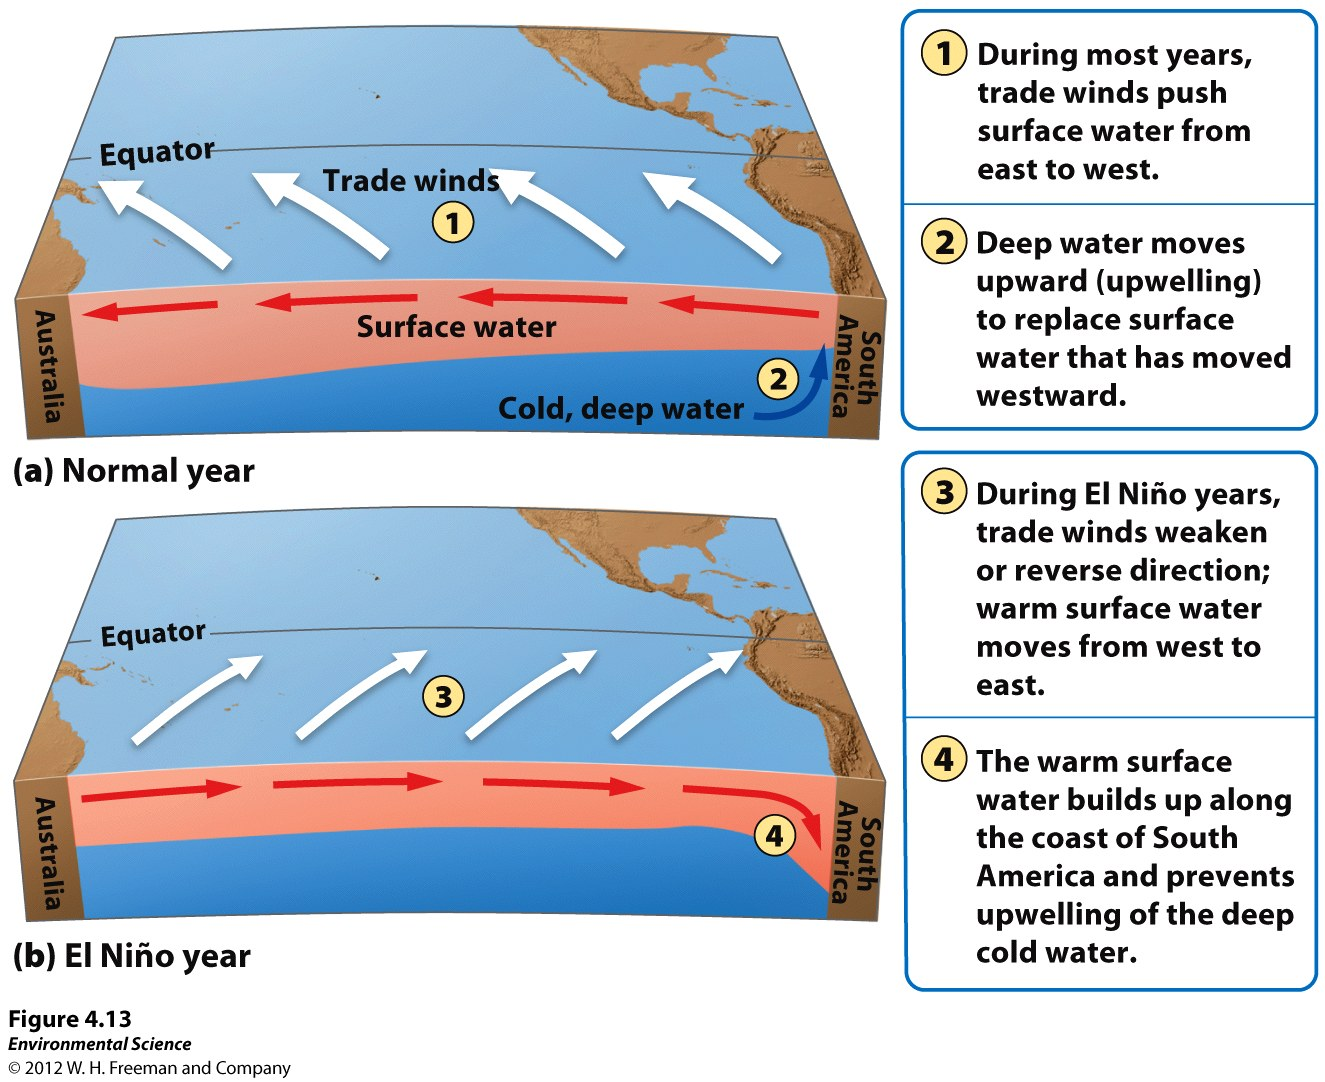 Equator
Trade winds
1
Surface water
Australia
South
America
2
Cold, deep water
(a) Normal year
1 During most years,
trade winds push
surface water from
east to west.
2 Deep water moves
upward (upwelling)
to replace surface
water that has moved
westward.
Equator
3
4
Australia
South
America
(b) El Niño year
3 During El Niño years,
trade winds weaken
or reverse direction;
warm surface water
moves from west to
east.
4 The warm surface
water builds up along
the coast of South
America and prevents
upwelling of the deep
cold water.
Figure 4.13
Environmental Science
© 2012 W. H. Freeman and Company